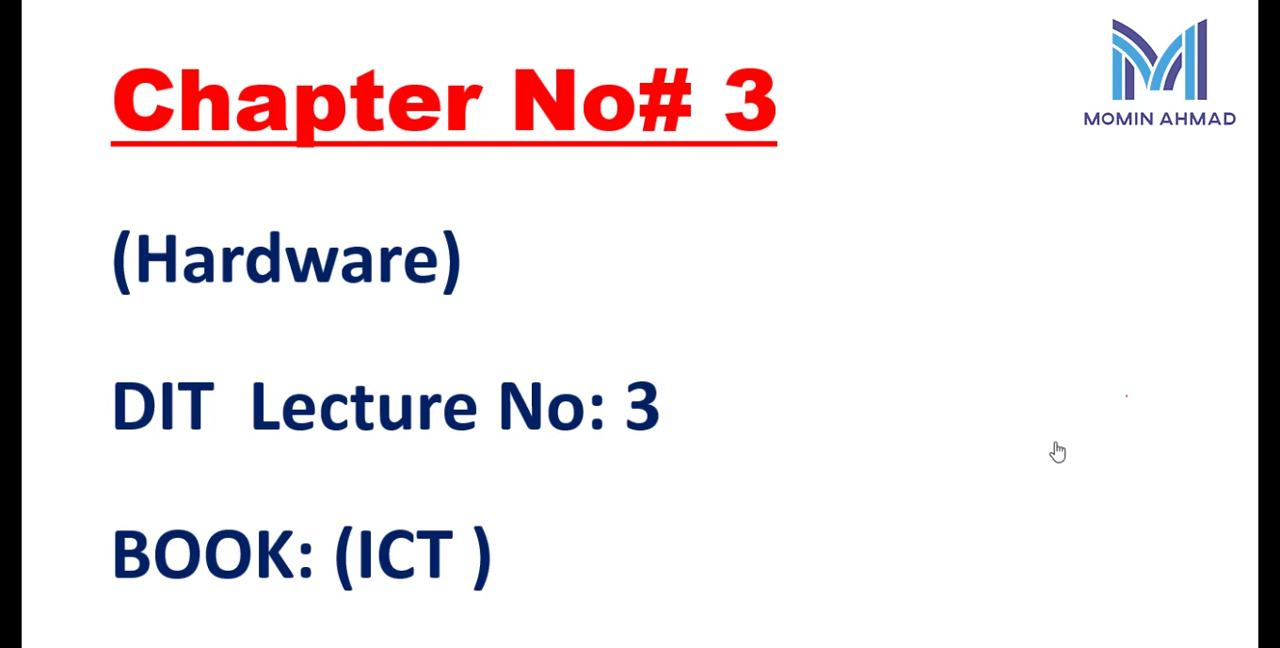 Chapter No# 3
MOMIN AHMAD
(Hardware)
DIT Lecture No: 3
BOOK: (ICT )